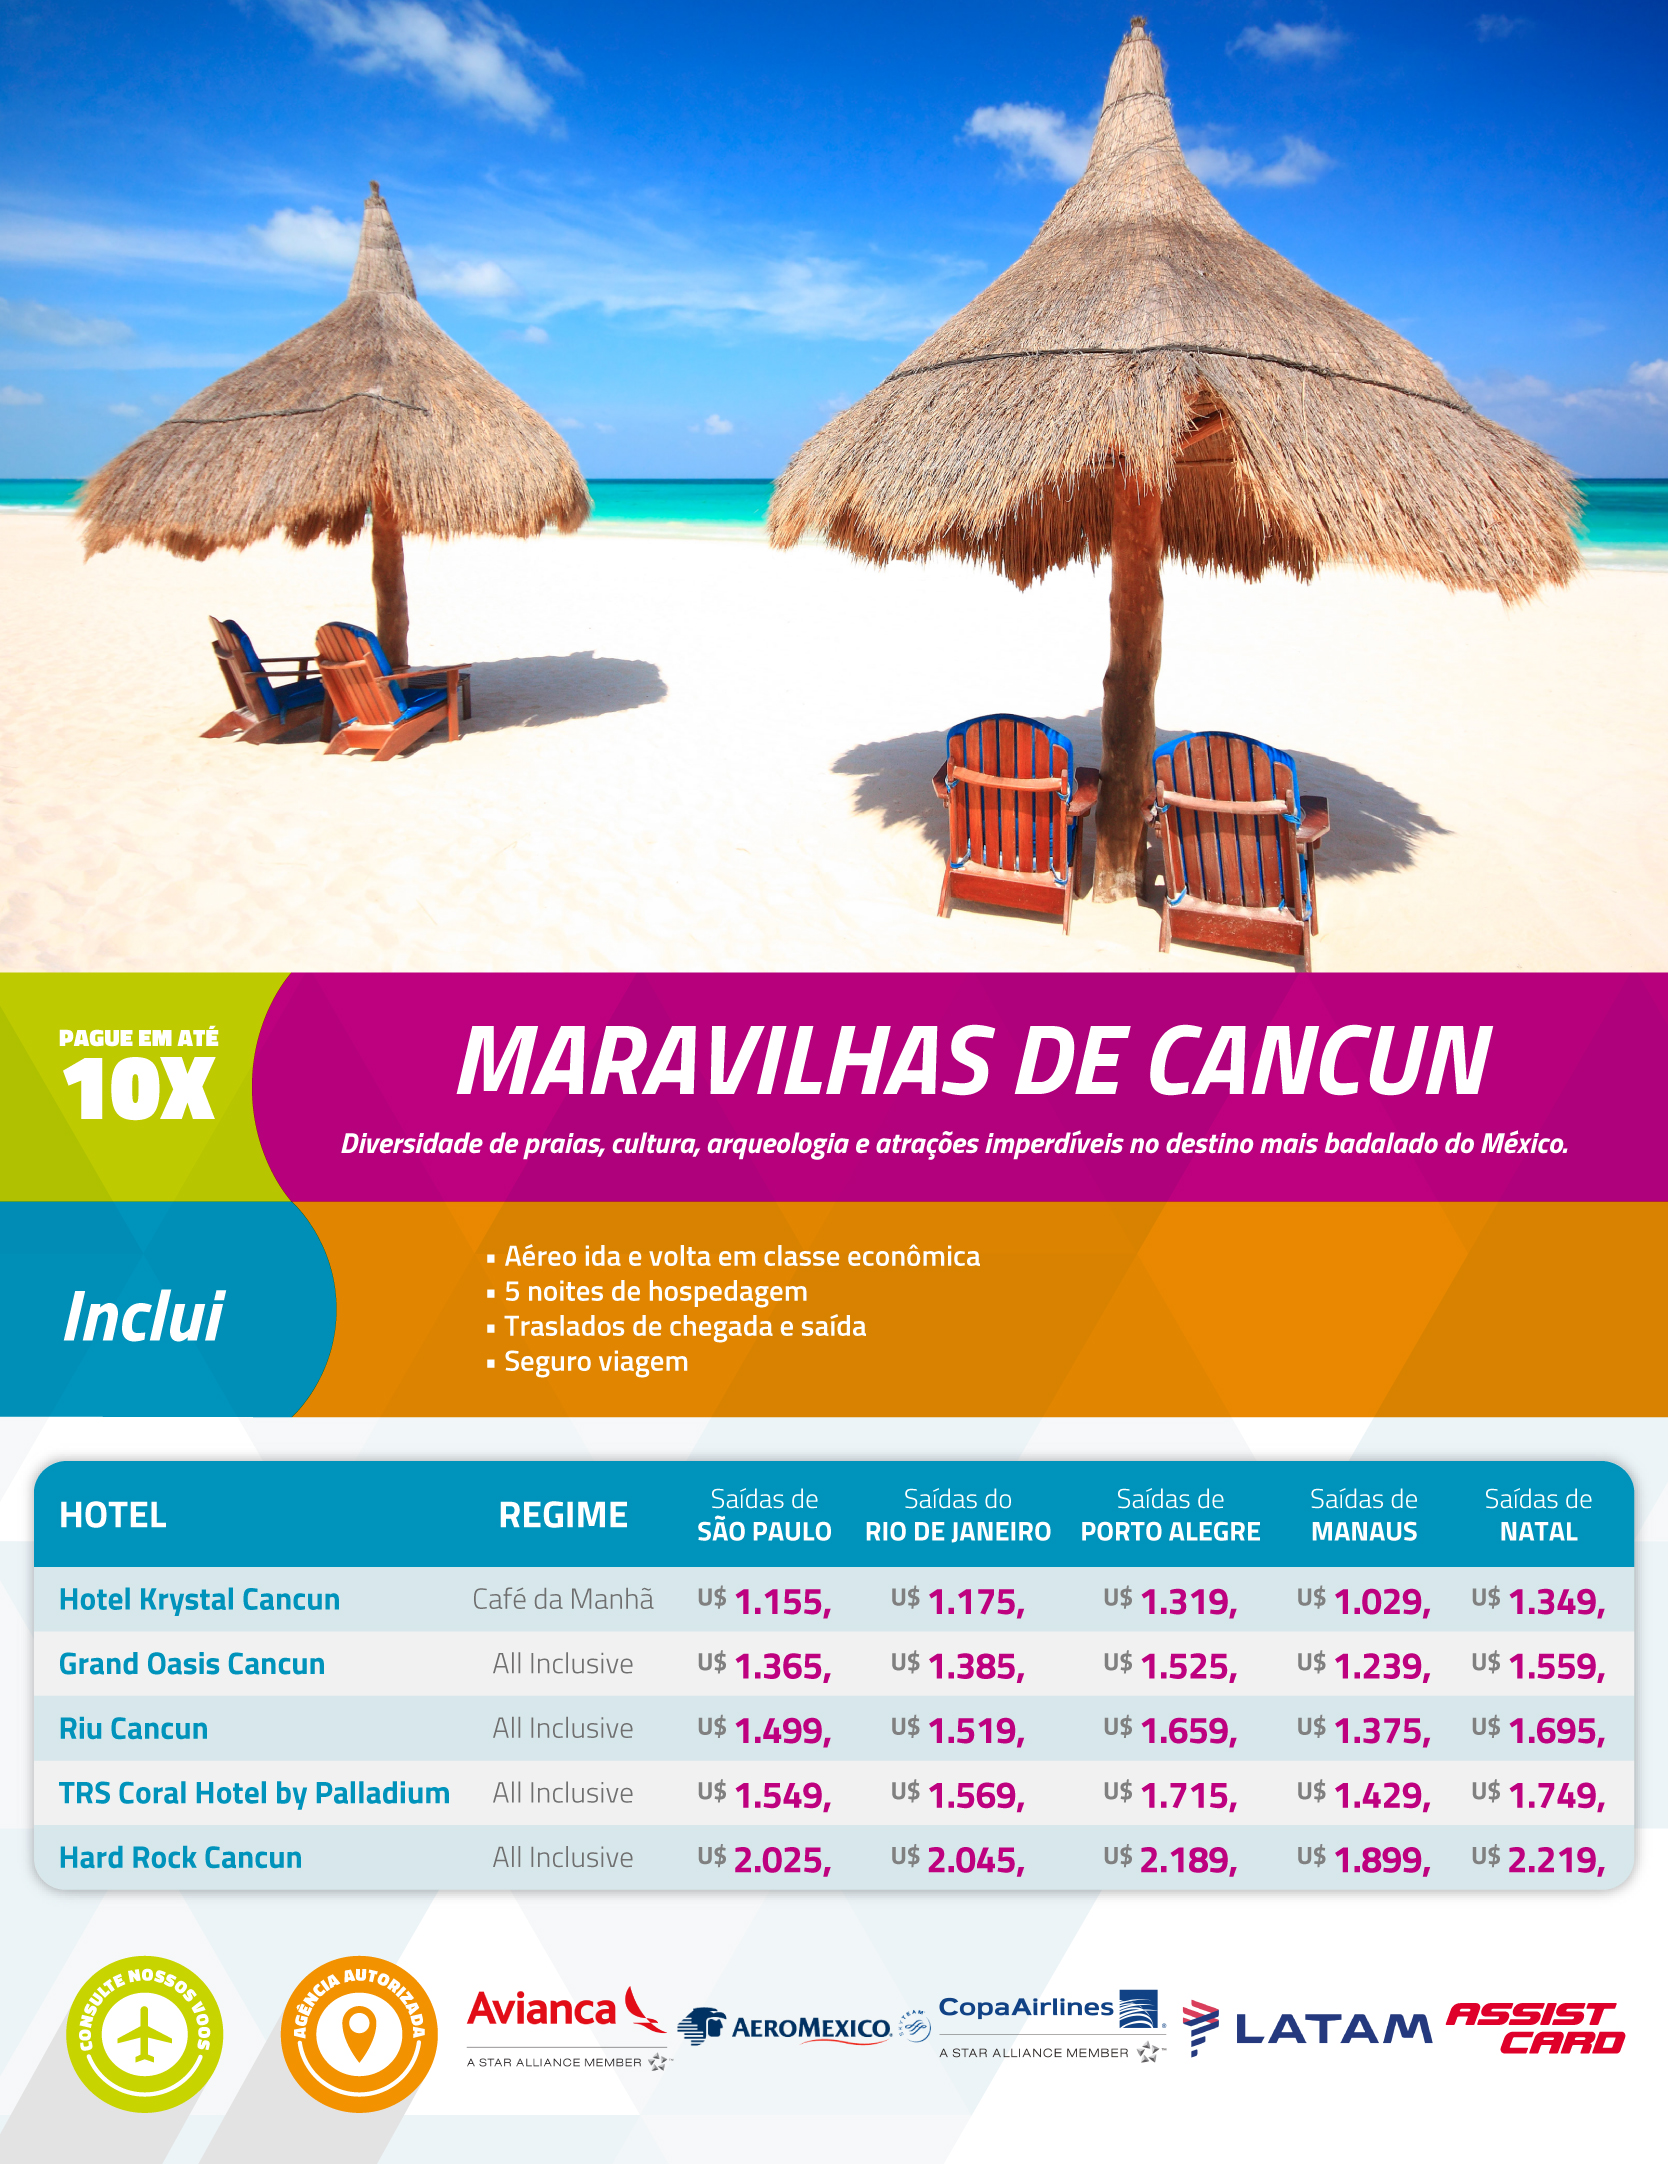 PAGUE EM ATÉ
10X
MARAVILHAS DE CANCUN
Diversidade de praias, cultura, arqueologia e atrações imperdíveis no destino mais badalado do México.
Inclui
▪ Aéreo ida e volta em classe econômica
▪ 5 noites de hospedagem
▪ Traslados de chegada e saída
▪ Seguro viagem
HOTEL REGIME Saídas de SÃO PAULO Saídas do RIO DE JANEIRO Saídas de PORTO ALEGRE Saídas de MANAUS Saídas de NATAL
Hotel Krystal Cancun Café da Manhã U$ 1.155, U$ 1.175, U$ 1.319, U$ 1.029, U$ 1.349,
Grand Oasis Cancun All Inclusive U$ 1.365, U$ 1.385, U$ 1.525, U$ 1.239, U$ 1.559,
Riu Cancun All Inclusive U$ 1.499, U$ 1.519, U$ 1.659, U$ 1.375, U$ 1.695,
TRS Coral Hotel by Palladium All Inclusive U$ 1.549, U$ 1.569, U$ 1.715, U$ 1.429, U$ 1.749,
Hard Rock Cancun All Inclusive U$ 2.025, U$ 2.045, U$ 2.189, U$ 1.899, U$ 2.219,
CONSULTE NOSSOS VOOS
AGÊNCIA AUTORIZADA
Avianca
A STAR ALLIANCE MEMBER ™
AEROMEXICO.
SKYTEAM
CopaAirlines ®
A STAR ALLIANCE MEMBER ™
LATAM
ASSIST
CARD